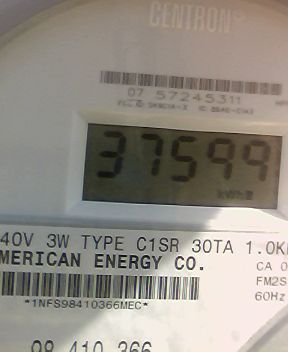 CENTRON
07 57245311
37599
kWh
40V 3W TYPE C1SR 30TA 1.0K
MERICAN ENERGY CO.
CA 0
FM2S
60Hz
*1NFS98410366MEC*
98 410 366